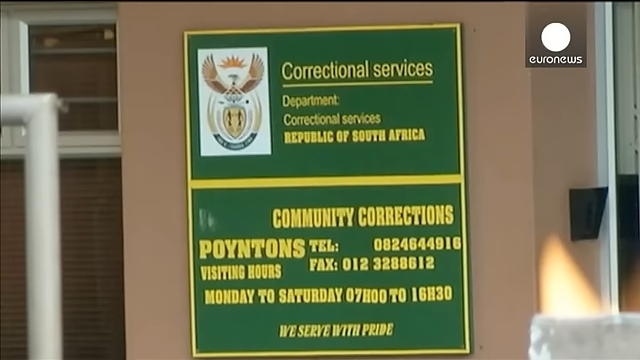 euronews
Correctional services
Department:
Correctional services
REPUBLIC OF SOUTH AFRICA
COMMUNITY CORRECTIONS
POYNTONS TEL: 0824644916
VISITING HOURS FAX: 012 3288612
MONDAY TO SATURDAY 07H00 TO 16H30
WE SERVE WITH PRIDE